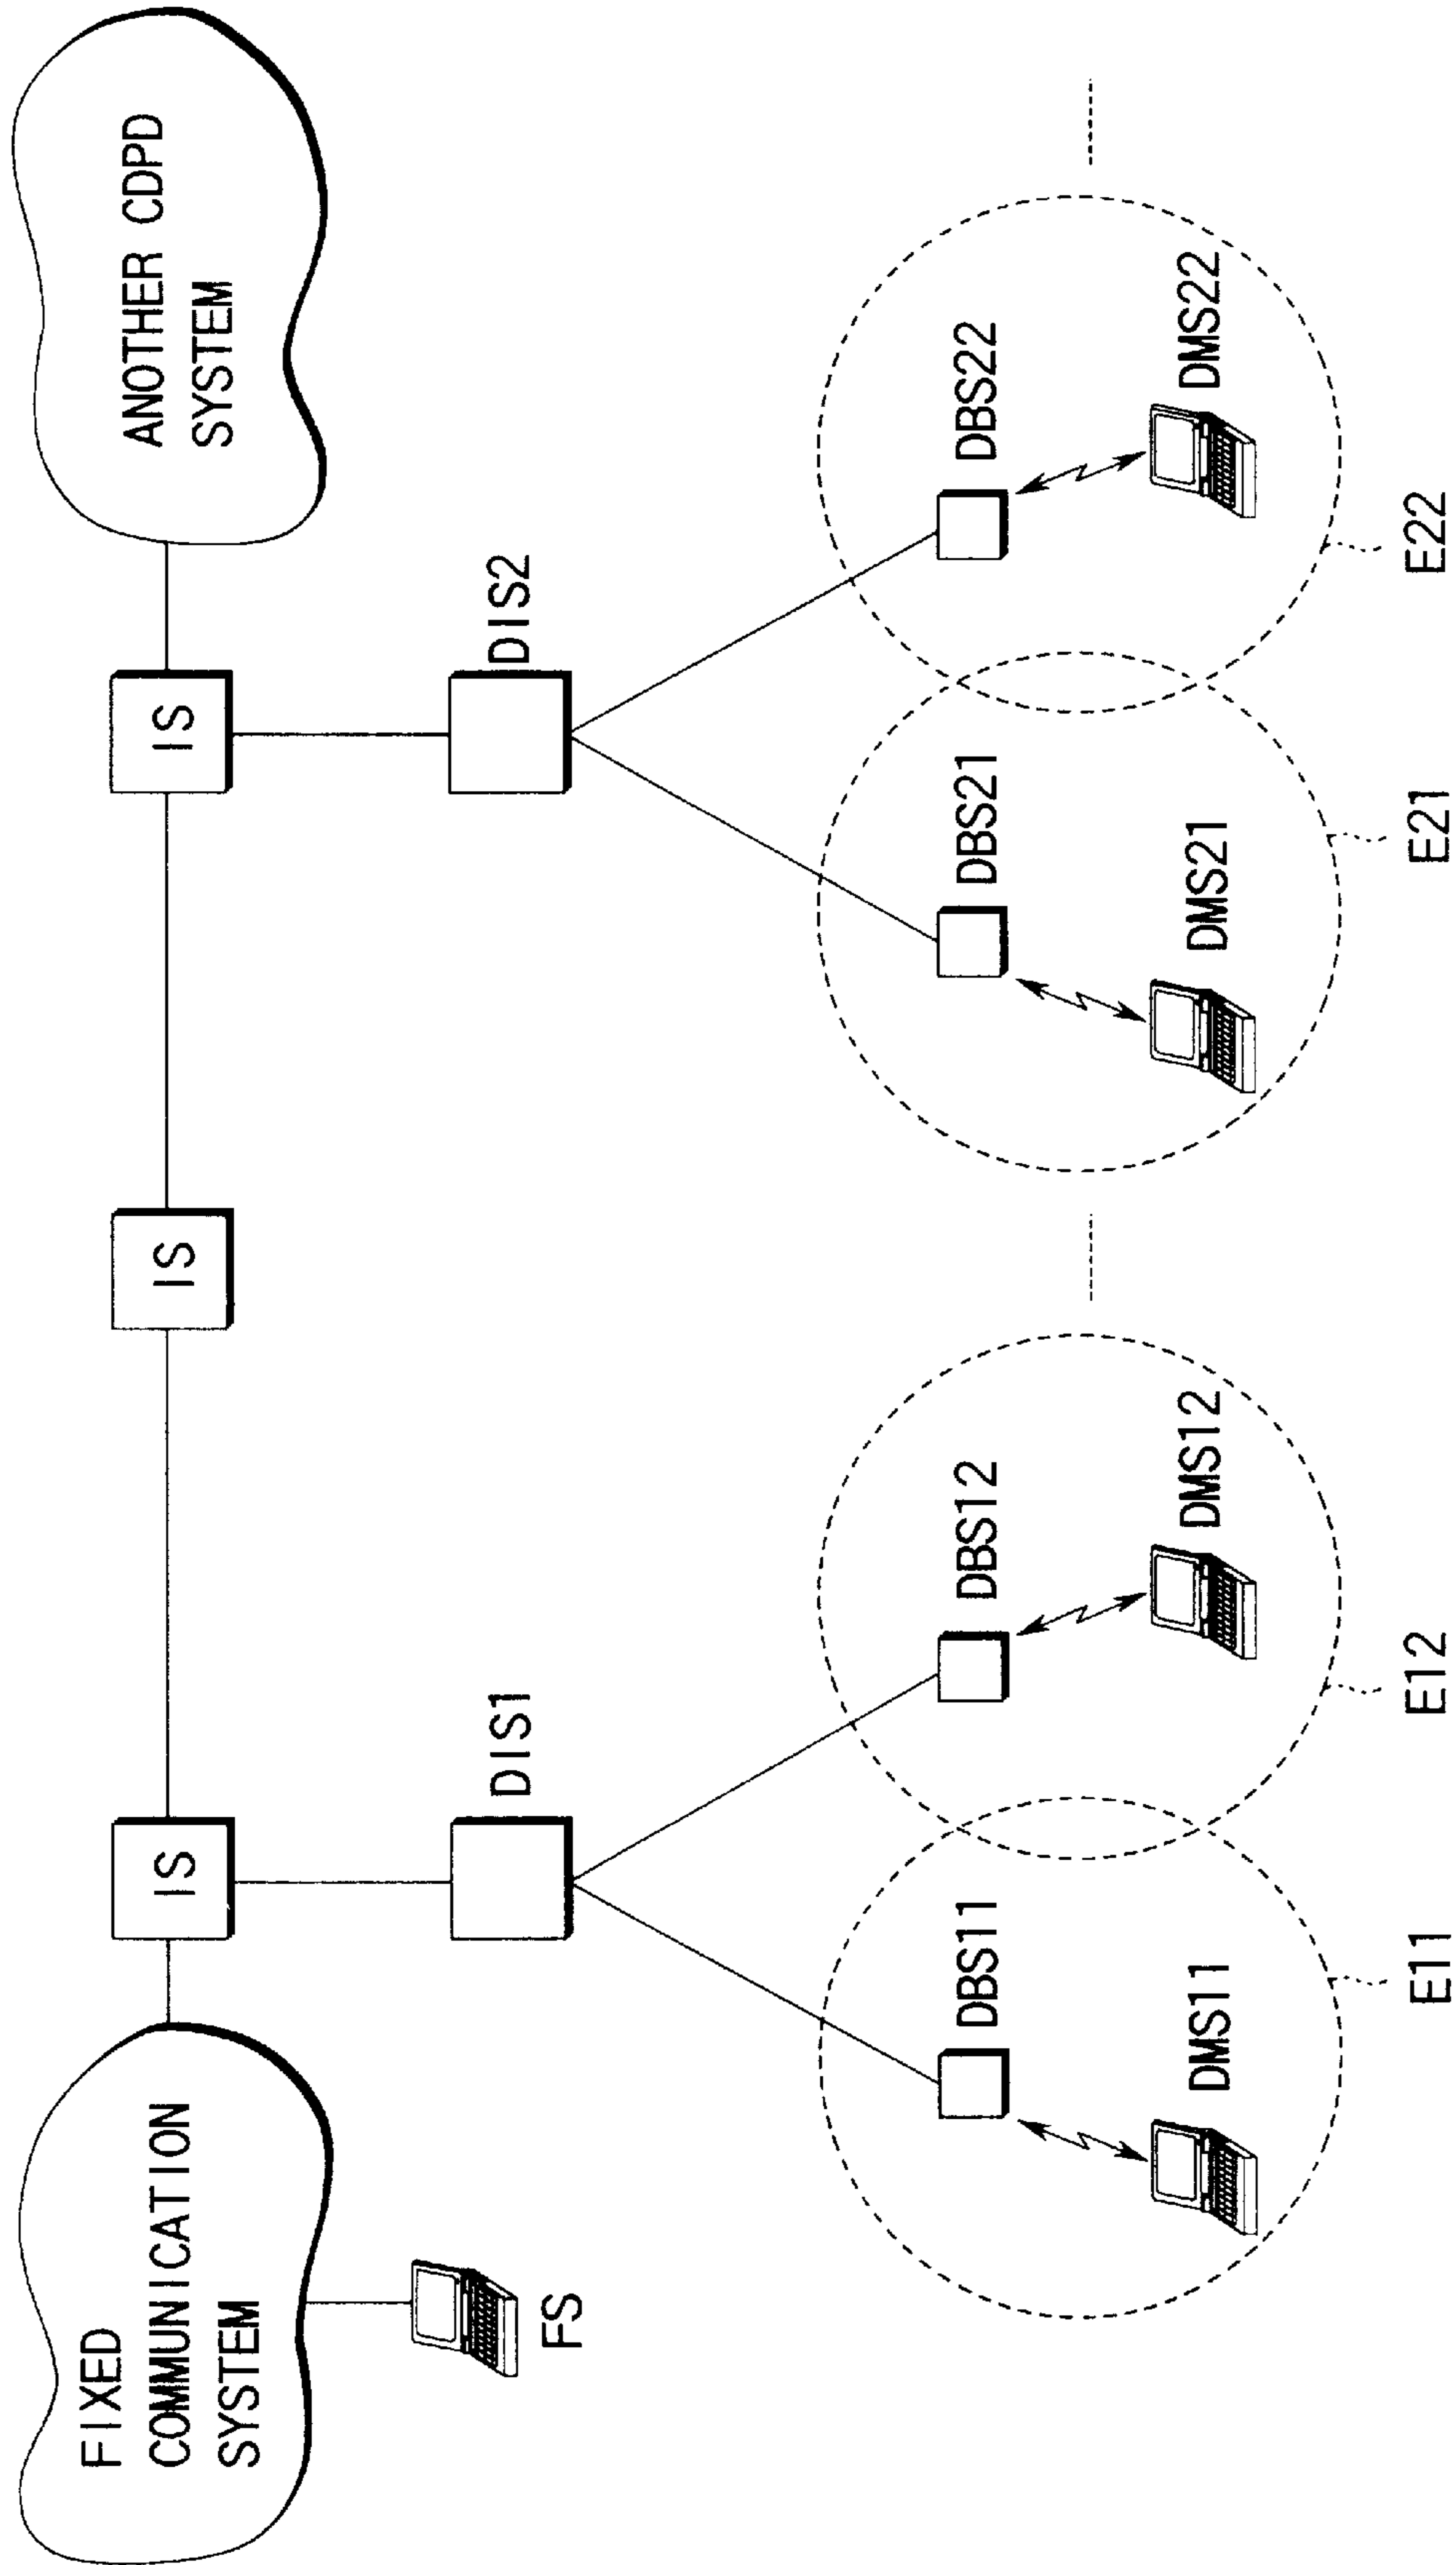 FIXED
COMMUNICATION
SYSTEM
IS
IS
IS
ANOTHER CDPD
SYSTEM
FS
DIS1
DIS2
DBS11
DBS12
DBS21
DBS22
DMS11
DMS12
DMS21
DMS22
E11
E12
E21
E22